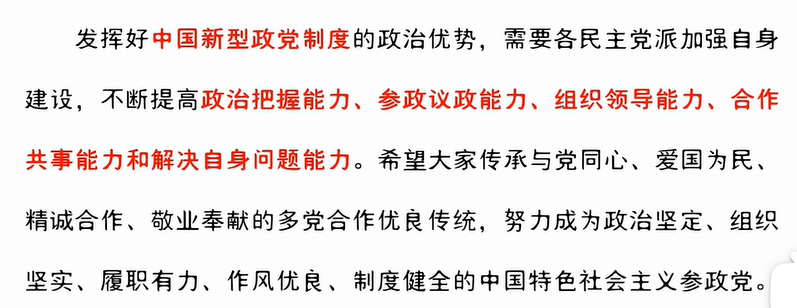 发挥好中国新型政党制度的政治优势，需要各民主党派加强自身
建设，不断提高政治把握能力、参政议政能力、组织领导能力、合作
共事能力和解决自身问题能力。希望大家传承与党同心、爱国为民、
精诚合作、敬业奉献的多党合作优良传统，努力成为政治坚定、组织
坚实、履职有力、作风优良、制度健全的中国特色社会主义参政党。